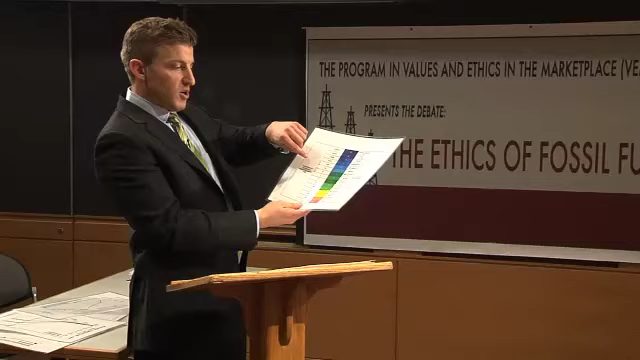 THE PROGRAM IN VALUES AND ETHICS IN THE MARKETPLACE (VE
PRESENTS THE DEBATE:
THE ETHICS OF FOSSIL FU